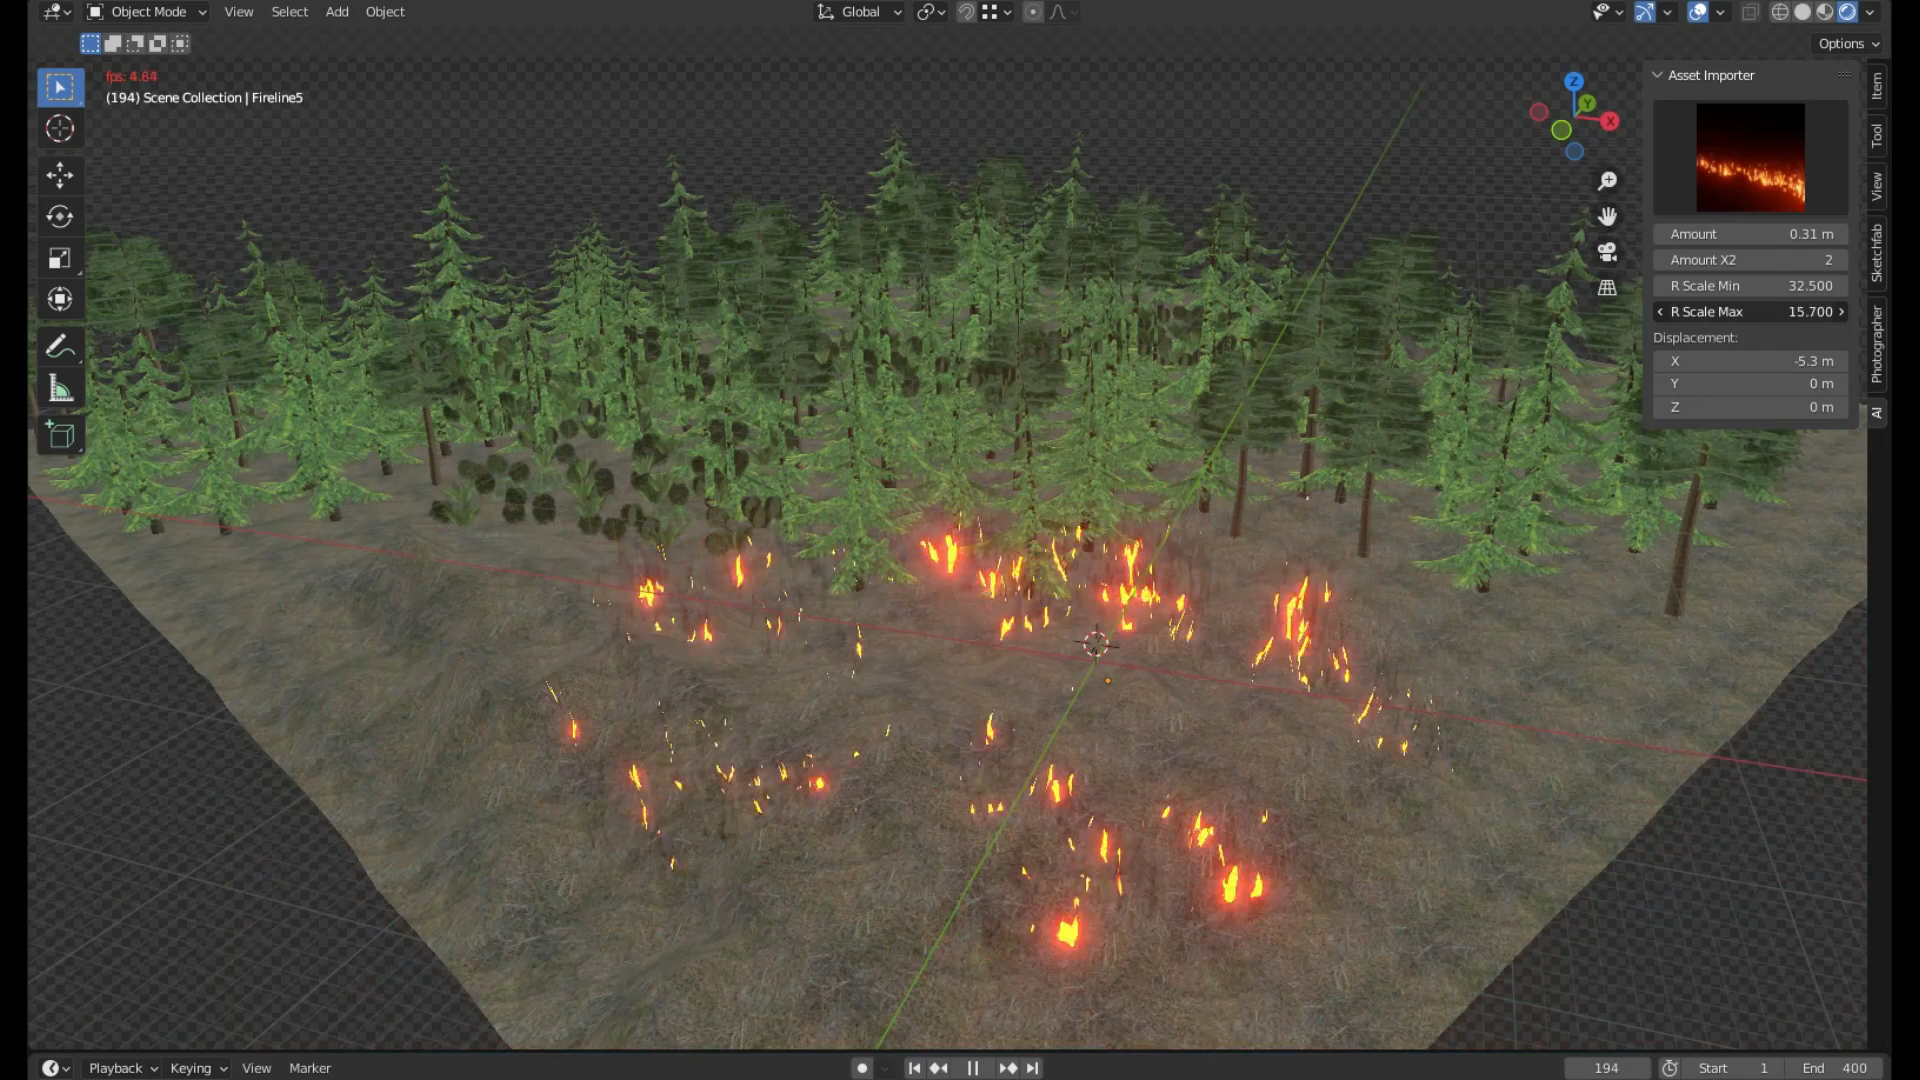 Object Mode View Select Add Object Global
Options
fps: 4.64
(194) Scene Collection | Fireline5
Z
Y
X
Asset Importer
Amount 0.31 m
Amount X2 2
R Scale Min 32.500
R Scale Max 15.700
Displacement:
X -5.3 m
Y 0 m
Z 0 m
Item
Tool
View
Sketchfab
Photographer
AI
Playback Keying View Marker 194 Start 1 End 400